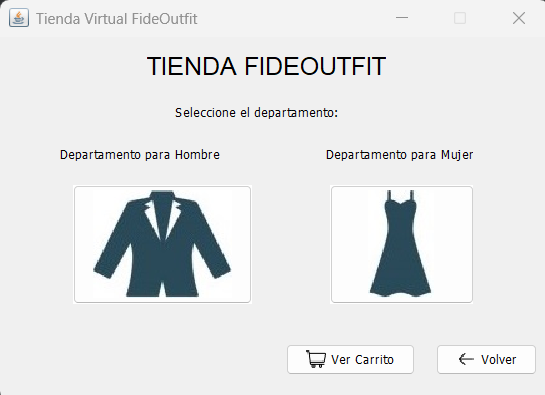 Tienda Virtual FideOutfit
TIENDA FIDEOUTFIT
Seleccione el departamento:
Departamento para Hombre
Departamento para Mujer
Ver Carrito
Volver